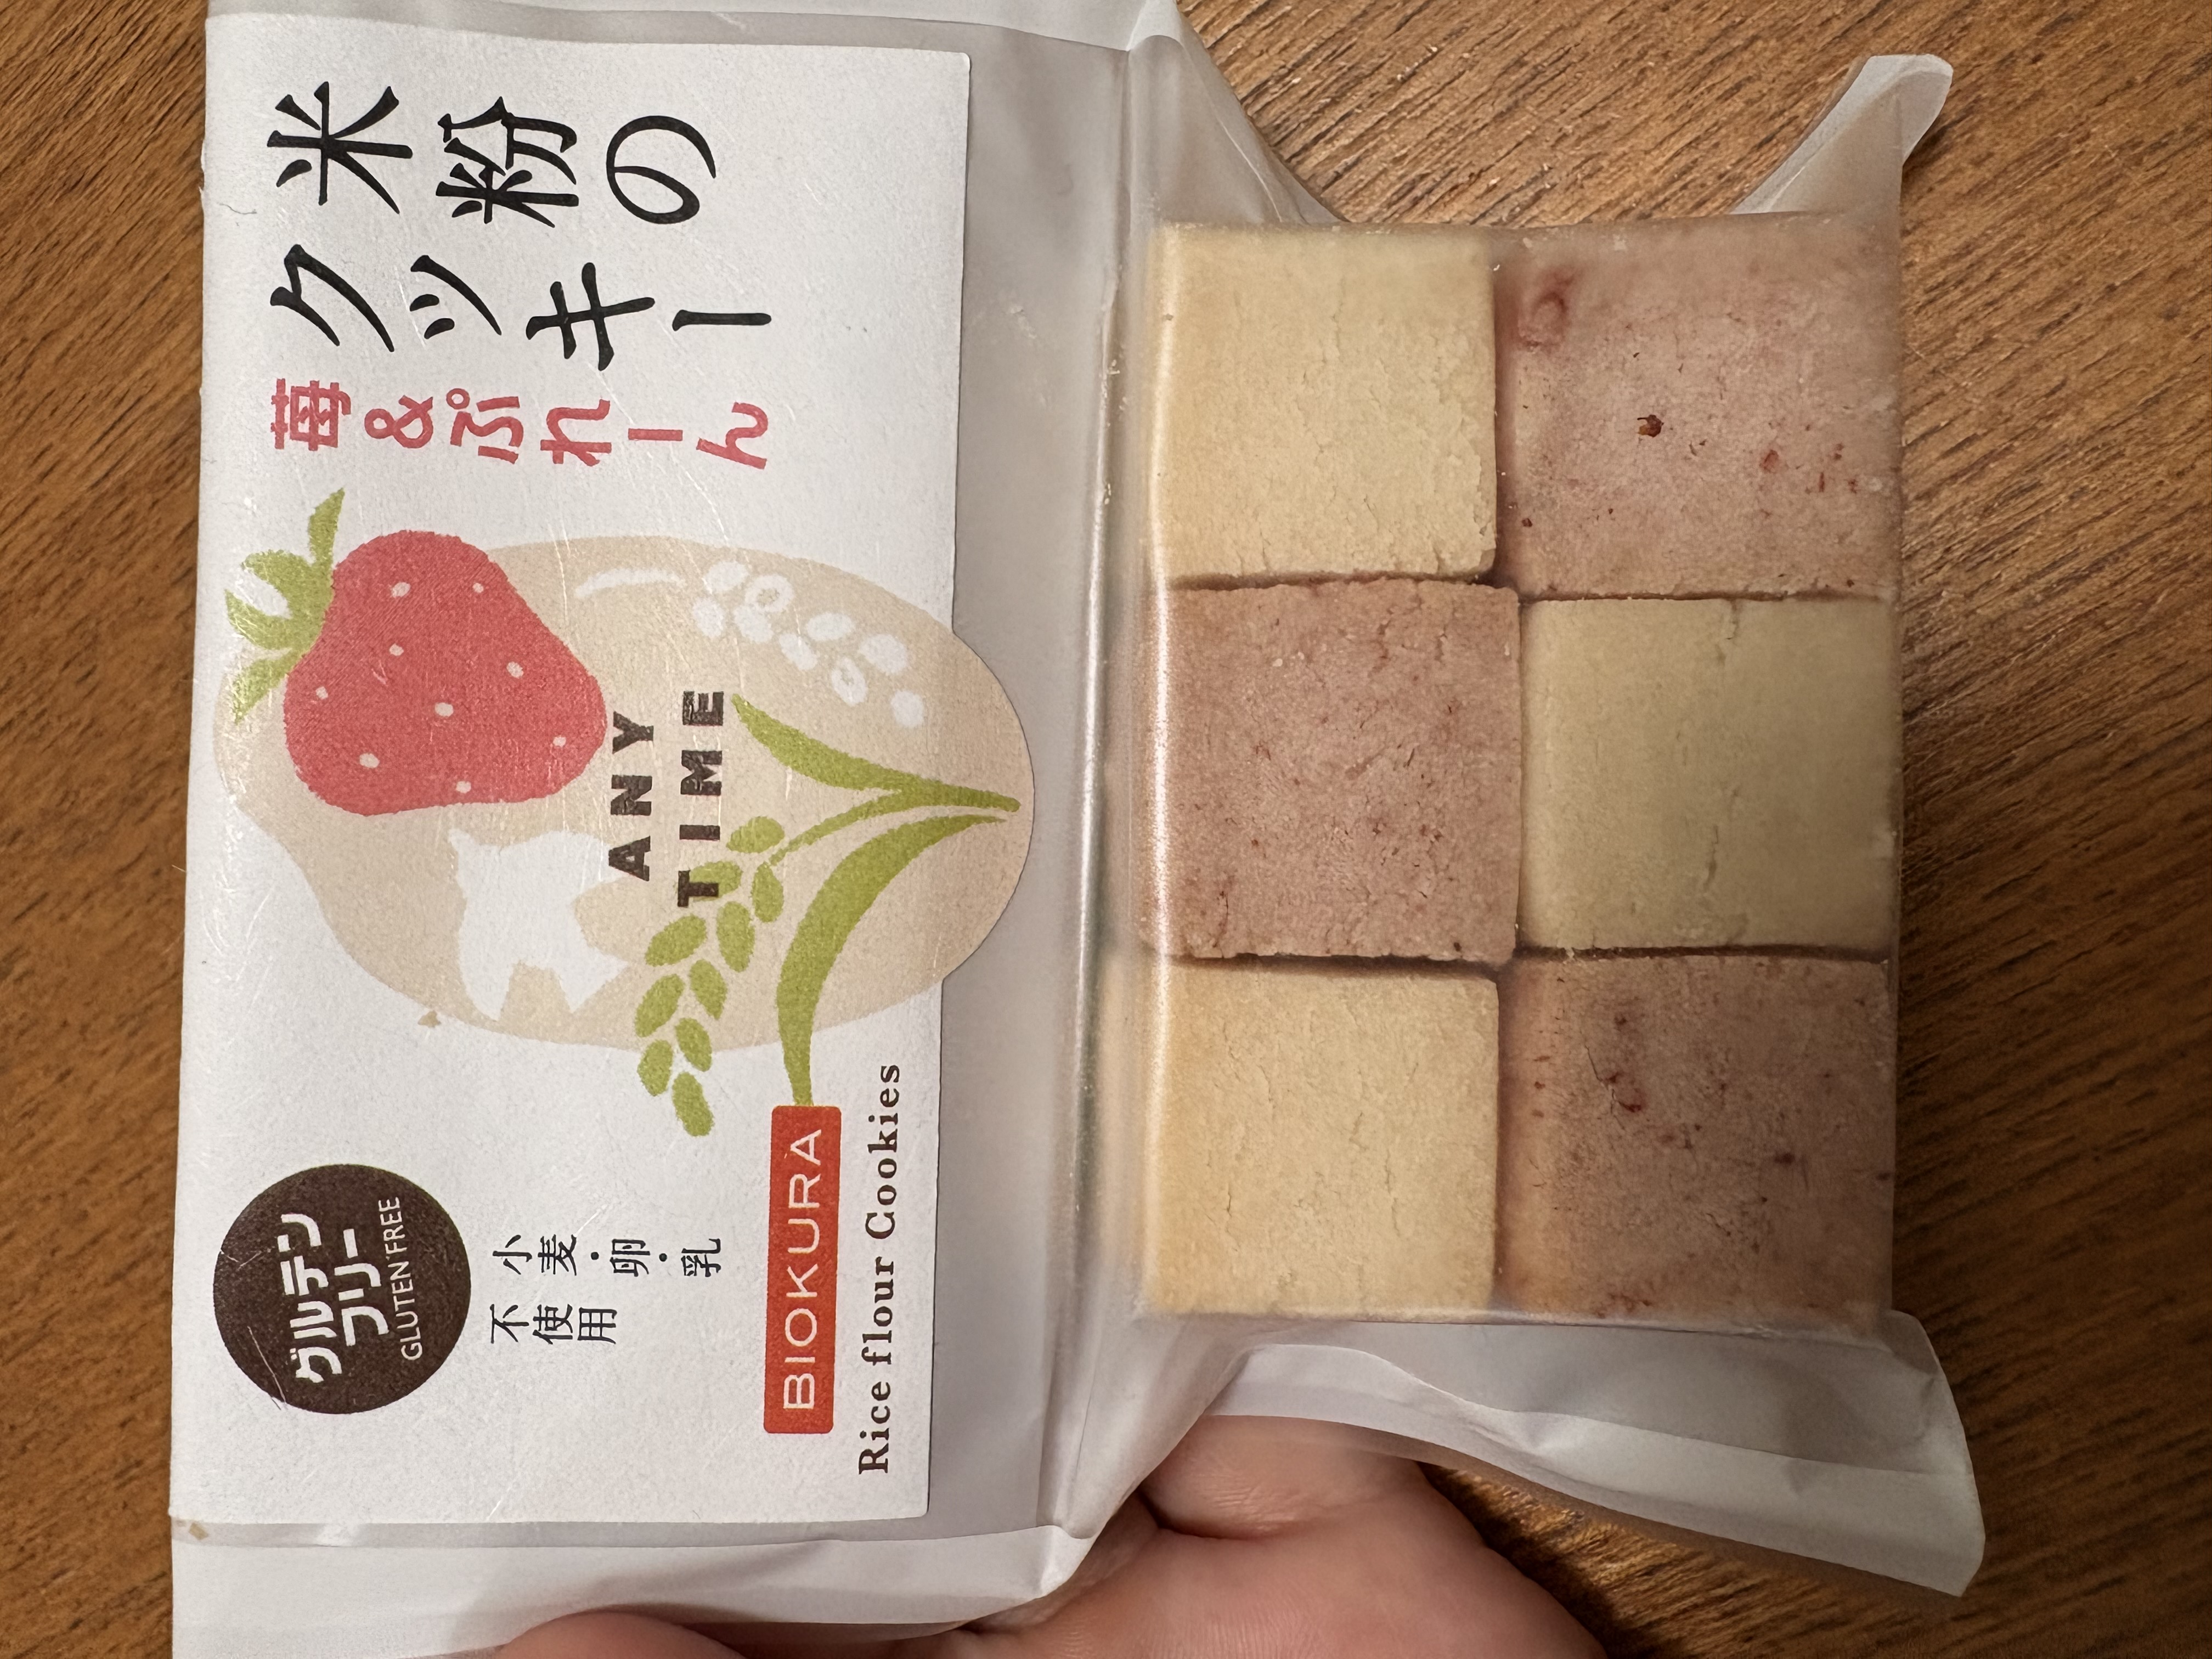 米粉の
クッキー
苺&ぷれーん
ANY
TIME
グルテン
フリー
GLUTEN FREE
小麦・卵・乳
不使用
BIOKURA
Rice flour Cookies